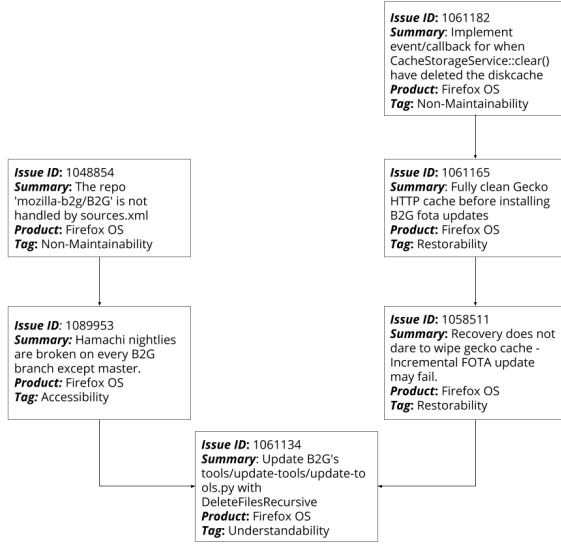 Issue ID: 1061182
Summary: Implement
event/callback for when
CacheStorageService::clear()
have deleted the diskcache
Product: Firefox OS
Tag: Non-Maintainability
Issue ID: 1048854
Summary: The repo
'mozilla-b2g/B2G' is not
handled by sources.xml
Product: Firefox OS
Tag: Non-Maintainability
Issue ID: 1061165
Summary: Fully clean Gecko
HTTP cache before installing
B2G fota updates
Product: Firefox OS
Tag: Restorability
Issue ID: 1089953
Summary: Hamachi nightlies
are broken on every B2G
branch except master.
Product: Firefox OS
Tag: Accessibility
Issue ID: 1058511
Summary: Recovery does not
dare to wipe gecko cache -
Incremental FOTA update
may fail.
Product: Firefox OS
Tag: Restorability
Issue ID: 1061134
Summary: Update B2G's
tools/update-tools/update-to
ols.py with
DeleteFilesRecursive
Product: Firefox OS
Tag: Understandability